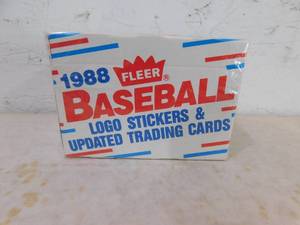 1988 FLEER®
BASEBALL
LOGO STICKERS &
UPDATED TRADING CARDS